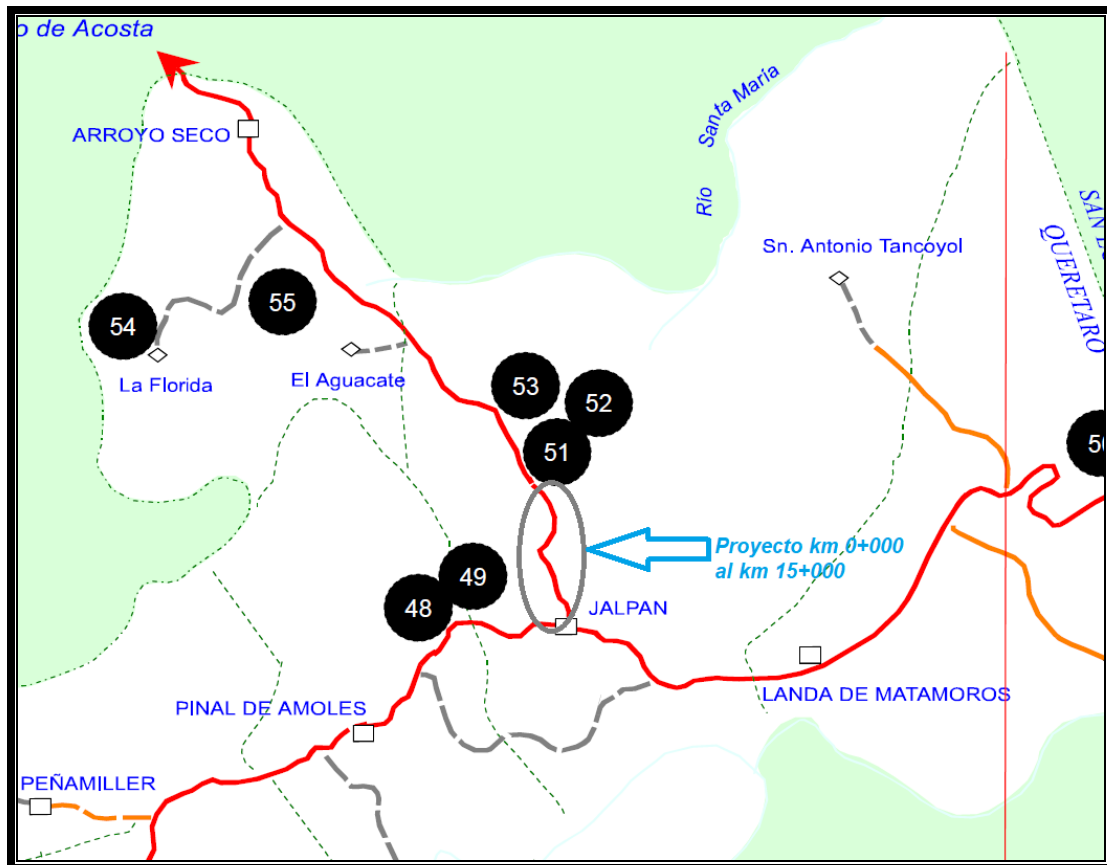 o de Acosta
ARROYO SECO
Santa María
Río
Sn. Antonio Tancoyol
QUERETARO
55
54
La Florida
El Aguacate
53
52
51
Proyecto km 0+000
al km 15+000
49
48
JALPAN
LANDA DE MATAMOROS
PINAL DE AMOLES
PEÑAMILLER